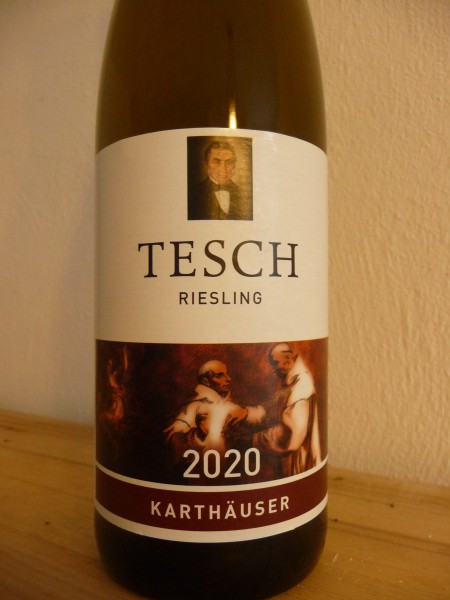 TESCH
RIESLING
2020
KARTHÄUSER